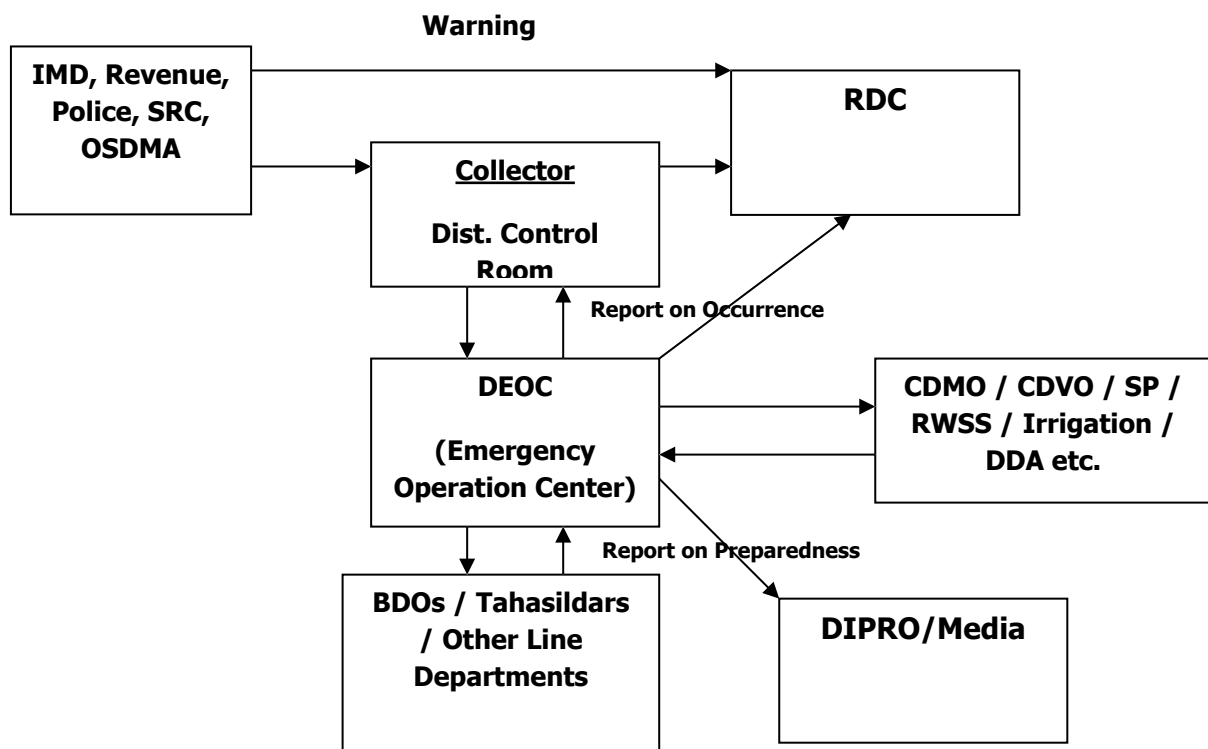 Warning
IMD, Revenue,
Police, SRC,
OSDMA
RDC
Collector
Dist. Control
Room
Report on Occurrence
DEOC
(Emergency
Operation Center)
CDMO / CDVO / SP /
RWSS / Irrigation /
DDA etc.
Report on Preparedness
BDOs / Tahasildars
/ Other Line
Departments
DIPRO/Media